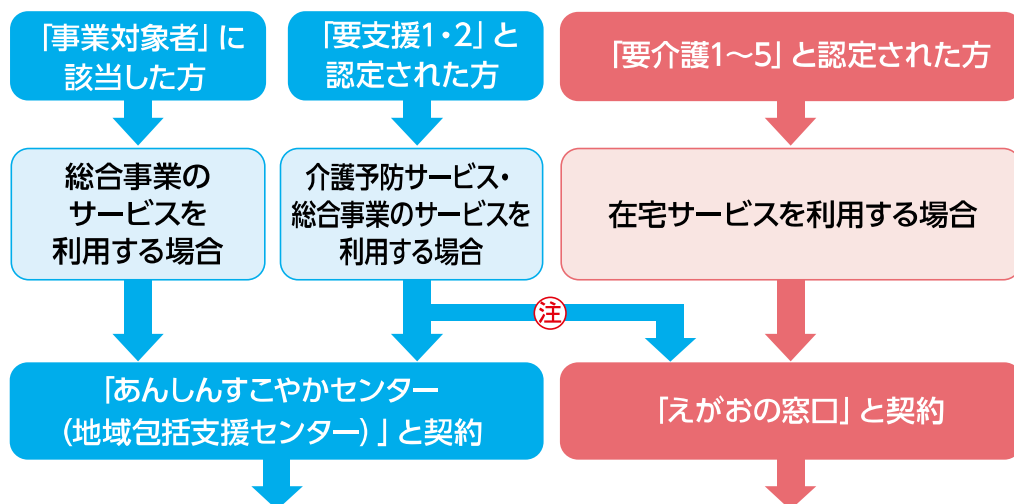 「事業対象者」に
該当した方
「要支援1・2」と
認定された方
「要介護1～5」と認定された方
総合事業の
サービスを
利用する場合
介護予防サービス・
総合事業のサービスを
利用する場合
在宅サービスを利用する場合
注
「あんしんすこやかセンター
(地域包括支援センター)」と契約
「えがおの窓口」と契約